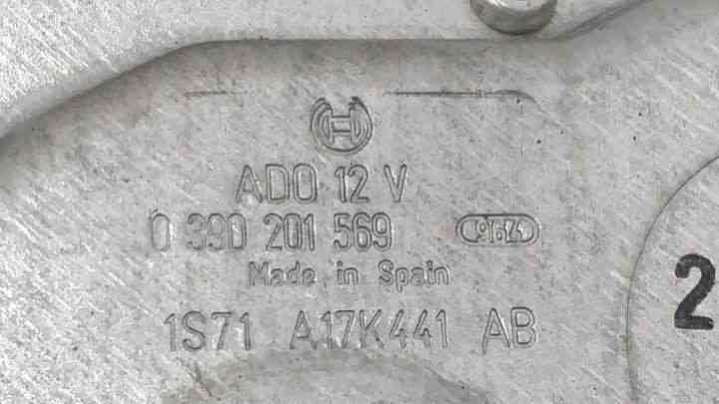 ADO 12 V
0 390 201 569
Made in Spain
1S71 A17K441 AB
2